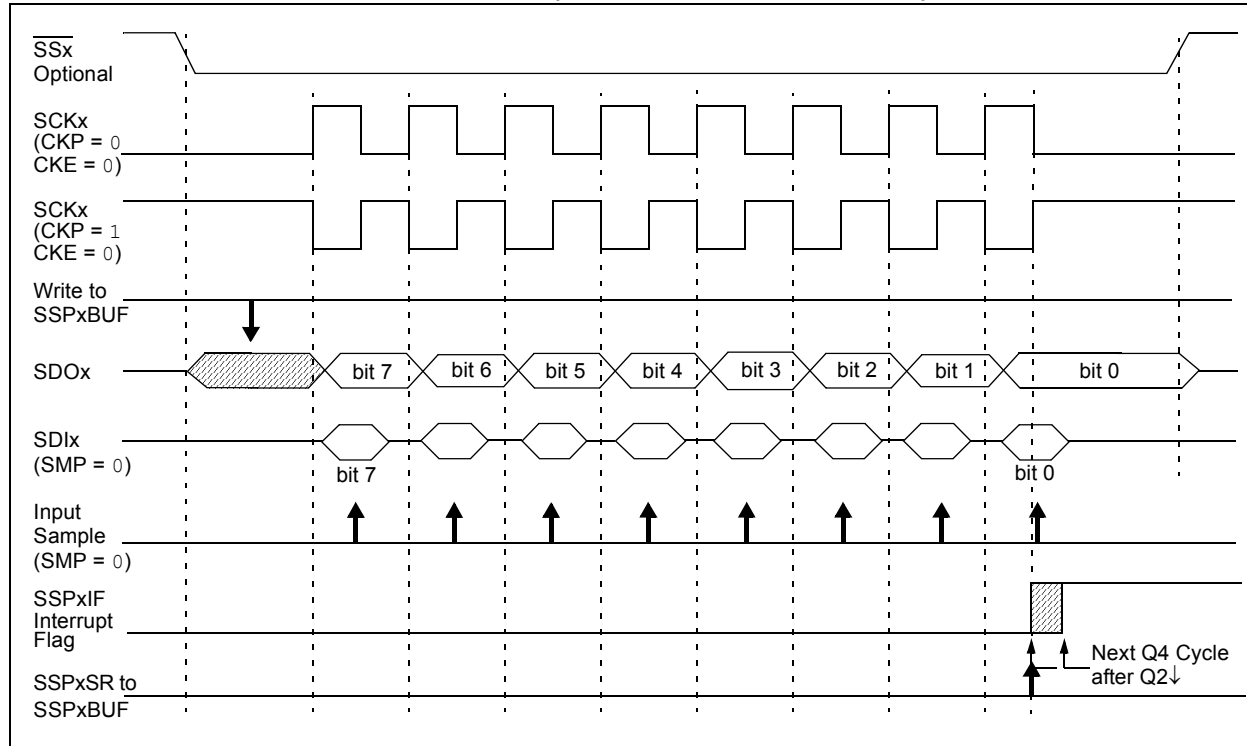 SSx
Optional
SCKx
(CKP = 0
CKE = 0)
SCKx
(CKP = 1
CKE = 0)
Write to
SSPxBUF
SDOx
bit 7
bit 6
bit 5
bit 4
bit 3
bit 2
bit 1
bit 0
SDIx
(SMP = 0)
bit 7
bit 0
Input
Sample
(SMP = 0)
SSPxIF
Interrupt
Flag
Next Q4 Cycle
after Q2↓
SSPxSR to
SSPxBUF